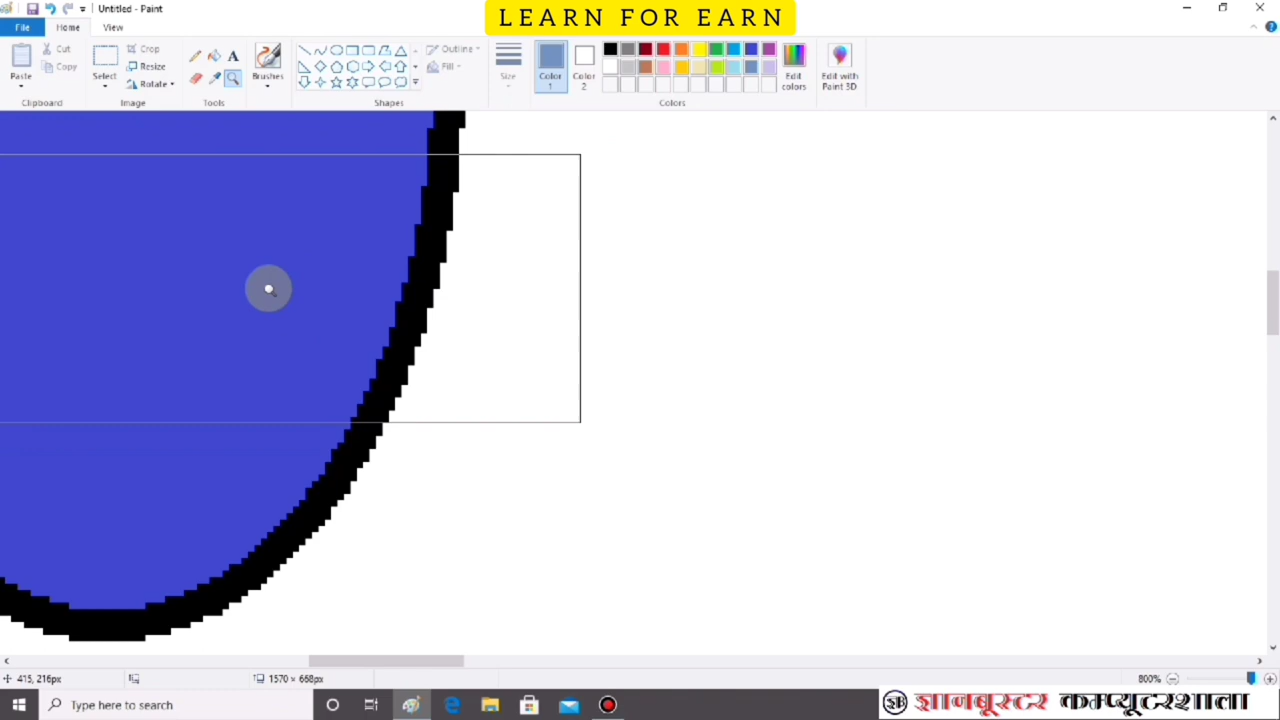 Untitled - Paint
LEARN FOR EARN
File Home View
Paste
Cut
Copy
Clipboard
Select
Crop
Resize
Rotate
Image
A
Tools
Brushes
Outline
Fill
Shapes
Size
Color 1
Color 2
Edit colors
Colors
Edit with Paint 3D
415, 216px
1570 × 668px
800%
Type here to search
SB ज्ञानबूस्टर कम्प्यूटरशाला